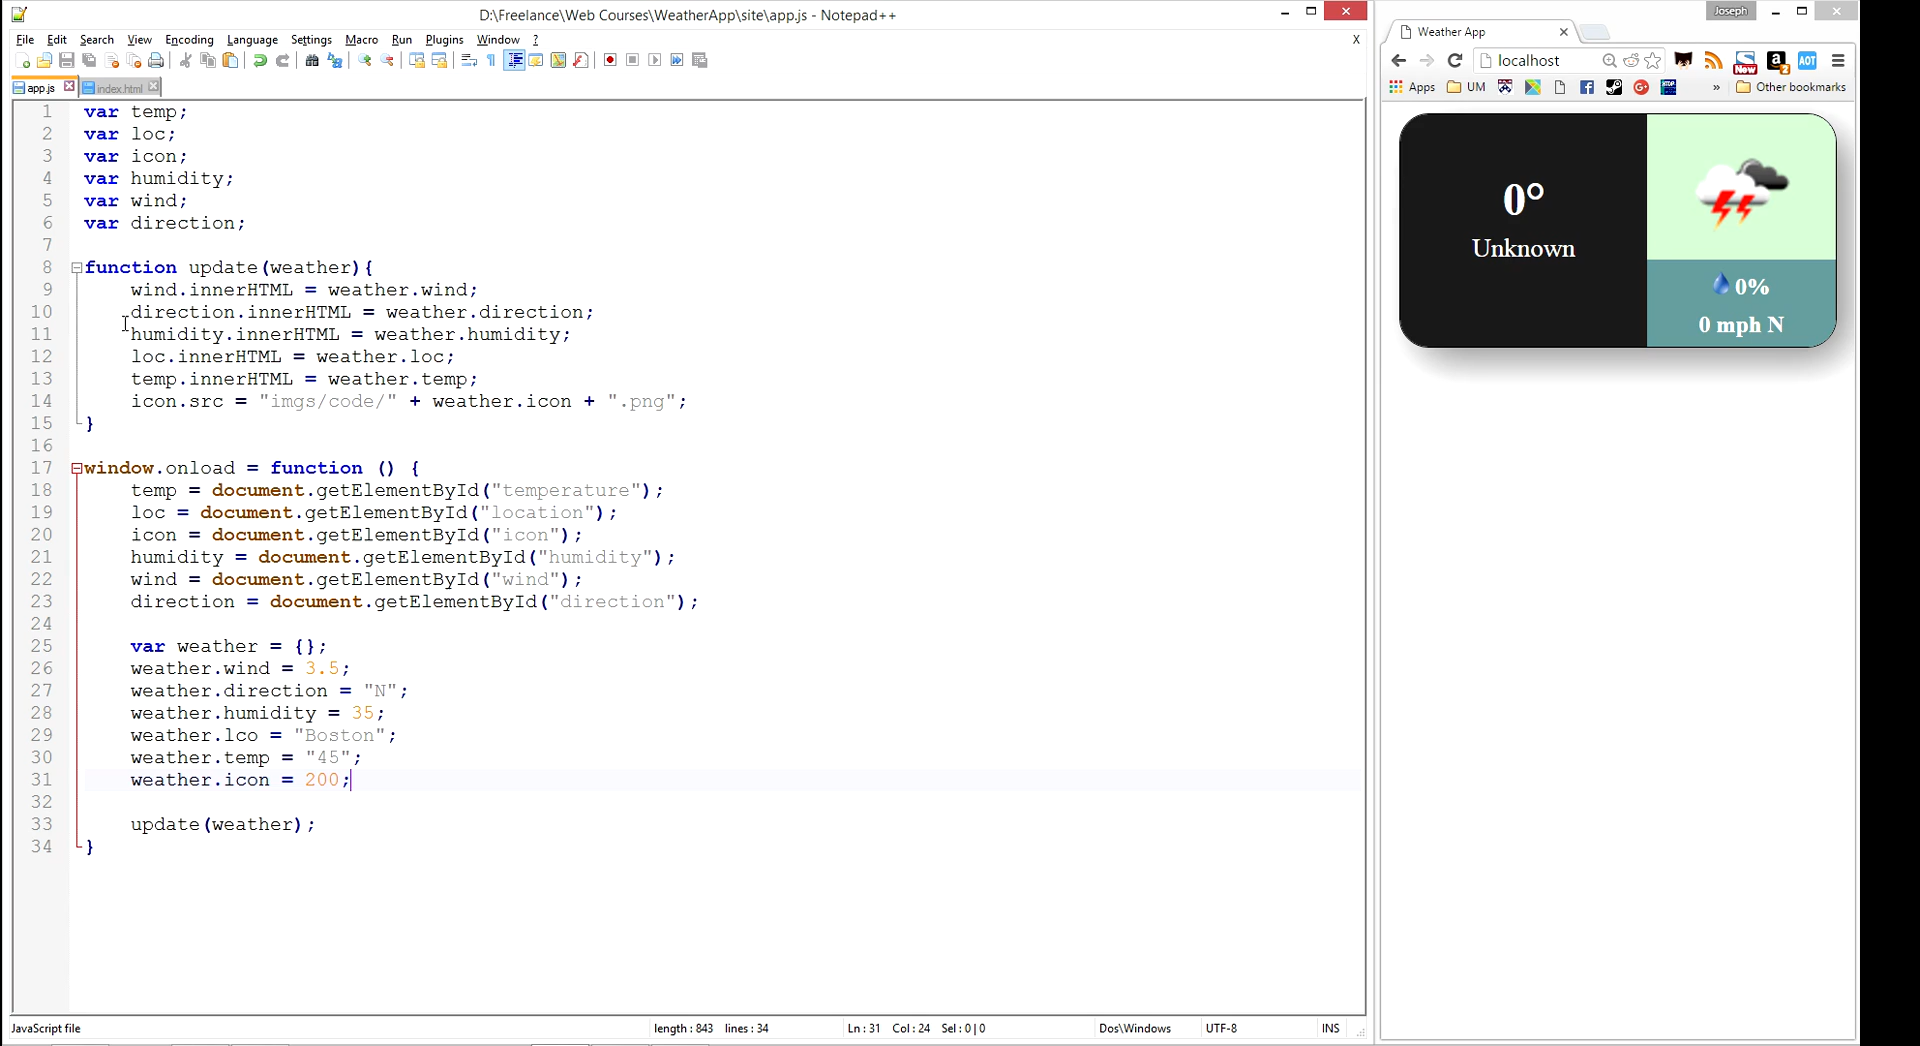 D:\Freelance\Web Courses\WeatherApp\site\app.js - Notepad++
File Edit Search View Encoding Language Settings Macro Run Plugins Window ? X
app.js index.html
1 var temp;
2 var loc;
3 var icon;
4 var humidity;
5 var wind;
6 var direction;
7
8 function update(weather){
9 wind.innerHTML = weather.wind;
10 direction.innerHTML = weather.direction;
11 humidity.innerHTML = weather.humidity;
12 loc.innerHTML = weather.loc;
13 temp.innerHTML = weather.temp;
14 icon.src = "imgs/code/" + weather.icon + ".png";
15 }
16
17 window.onload = function () {
18 temp = document.getElementById("temperature");
19 loc = document.getElementById("location");
20 icon = document.getElementById("icon");
21 humidity = document.getElementById("humidity");
22 wind = document.getElementById("wind");
23 direction = document.getElementById("direction");
24
25 var weather = {};
26 weather.wind = 3.5;
27 weather.direction = "N";
28 weather.humidity = 35;
29 weather.lco = "Boston";
30 weather.temp = "45";
31 weather.icon = 200;
32
33 update(weather);
34 }
JavaScript file length : 843 lines : 34 Ln : 31 Col : 24 Sel : 0 | 0 Dos\Windows UTF-8 INS
Joseph
Weather App
localhost New a 2 AOT
Apps UM f » Other bookmarks
0°
Unknown
0%
0 mph N